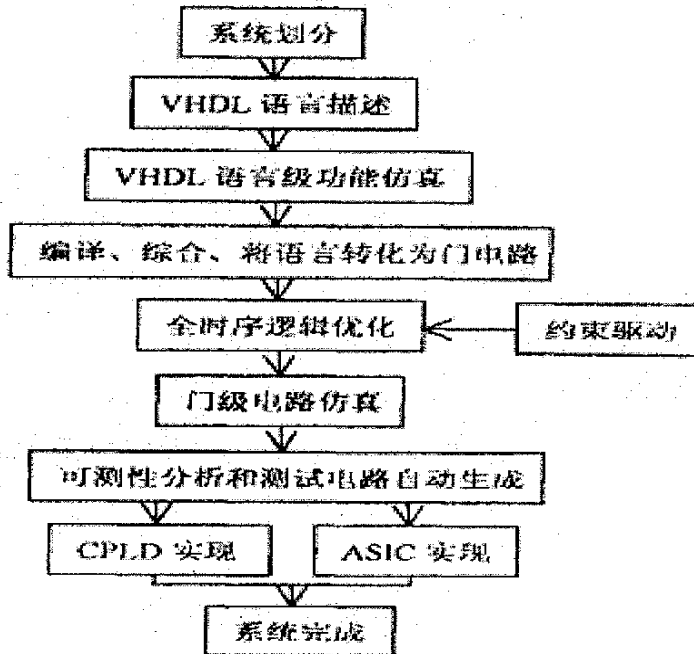 系统划分
VHDL 语言描述
VHDL 语言级功能仿真
编译、综合、将语言转化为门电路
全时序逻辑优化
约束驱动
门级电路仿真
可测性分析和测试电路自动生成
CPLD 实现
ASIC 实现
系统完成